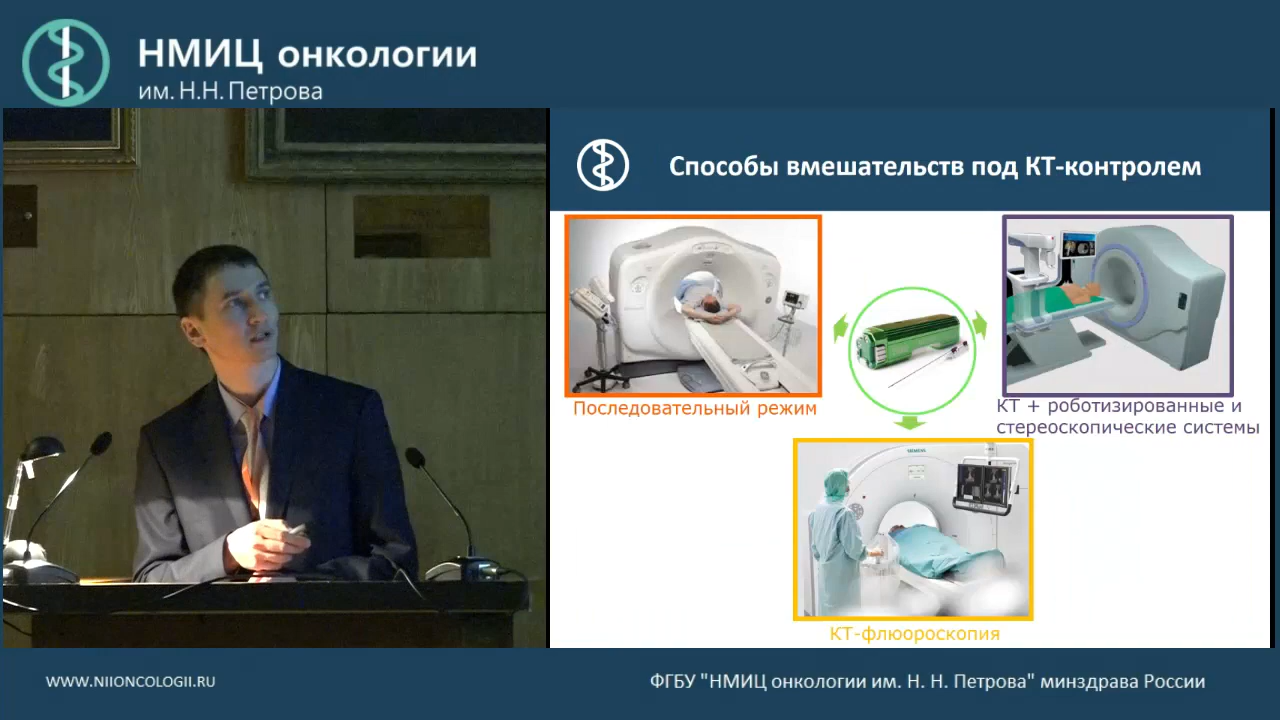 НМИЦ онкологии
им. Н.Н. Петрова
Способы вмешательств под КТ-контролем
Последовательный режим
КТ + роботизированные и
стереоскопические системы
SIEMENS
КТ-флюороскопия
WWW.NIIONCOLOGII.RU
ФГБУ "НМИЦ онкологии им. Н. Н. Петрова" минздрава России